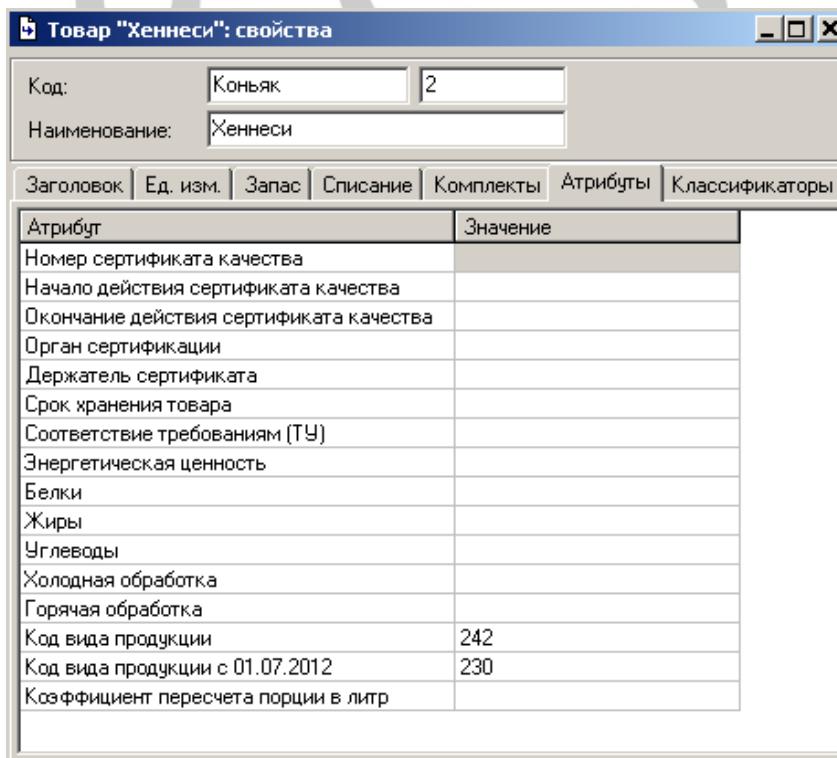 Товар "Хеннеси": свойства
Код: Коньяк 2
Наименование: Хеннеси
Заголовок Ед. изм. Запас Списание Комплекты Атрибуты Классификаторы
Атрибут Значение
Номер сертификата качества
Начало действия сертификата качества
Окончание действия сертификата качества
Орган сертификации
Держатель сертификата
Срок хранения товара
Соответствие требованиям (ТУ)
Энергетическая ценность
Белки
Жиры
Углеводы
Холодная обработка
Горячая обработка
Код вида продукции 242
Код вида продукции с 01.07.2012 230
Коэффициент пересчета порции в литр